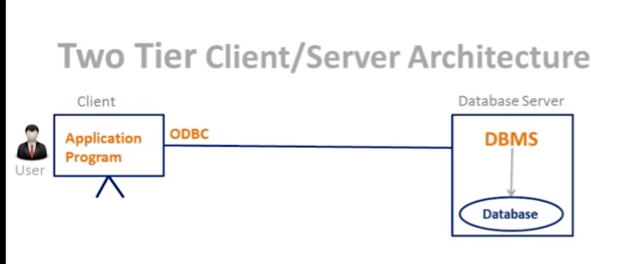 Two Tier Client/Server Architecture
Client
Database Server
Application
Program
ODBC
DBMS
User
Database